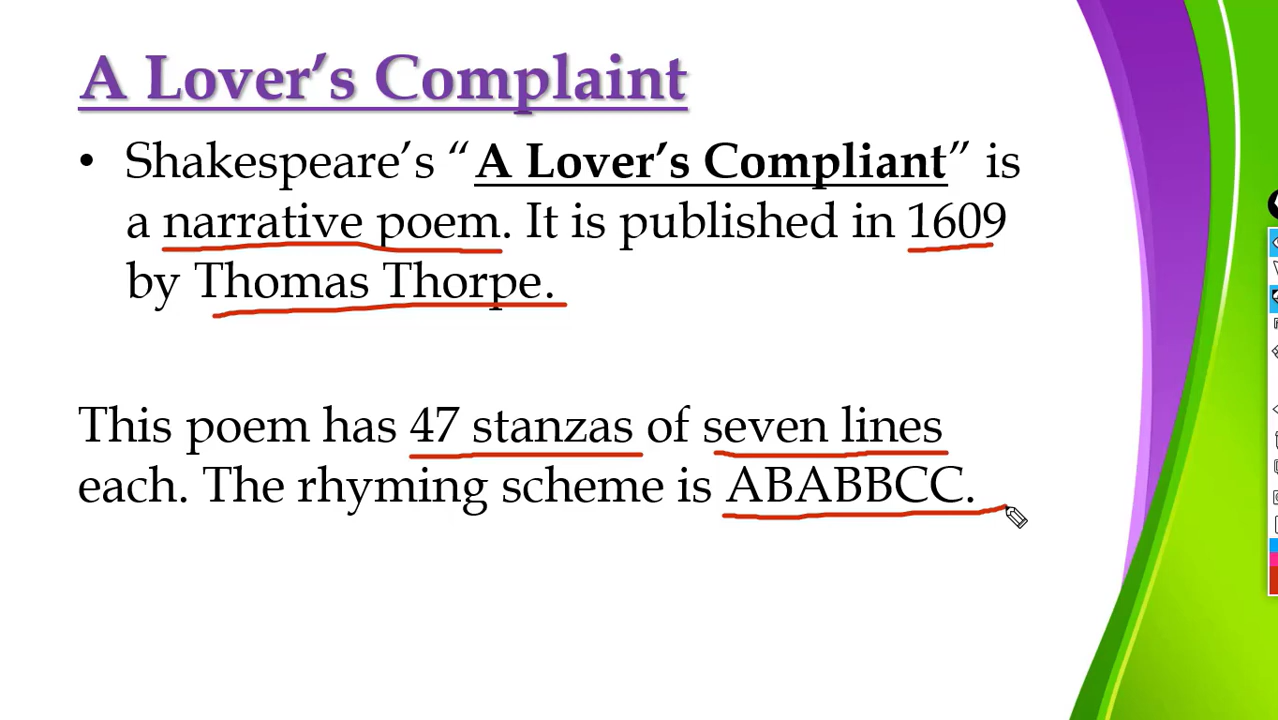 A Lover’s Complaint
• Shakespeare’s “A Lover’s Compliant” is
a narrative poem. It is published in 1609
by Thomas Thorpe.
This poem has 47 stanzas of seven lines
each. The rhyming scheme is ABABBCC.